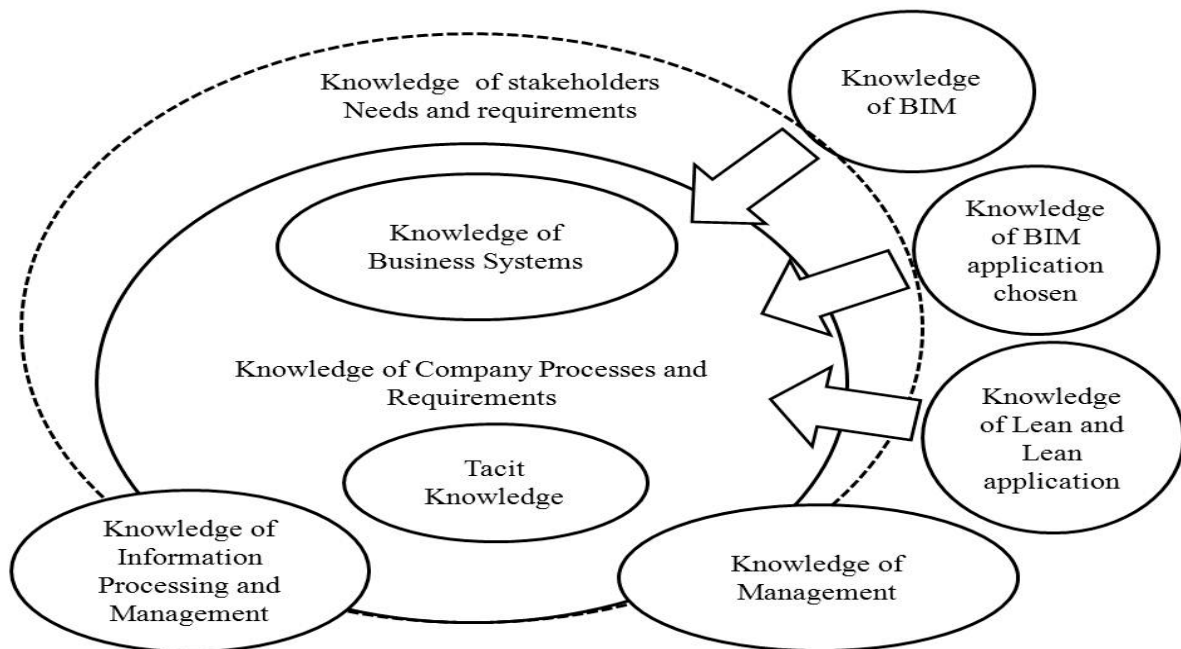 Knowledge of stakeholders
Needs and requirements
Knowledge
of BIM
Knowledge of
Business Systems
Knowledge
of BIM
application
chosen
Knowledge of Company Processes and
Requirements
Knowledge
of Lean and
Lean
application
Tacit
Knowledge
Knowledge of
Information
Processing and
Management
Knowledge of
Management